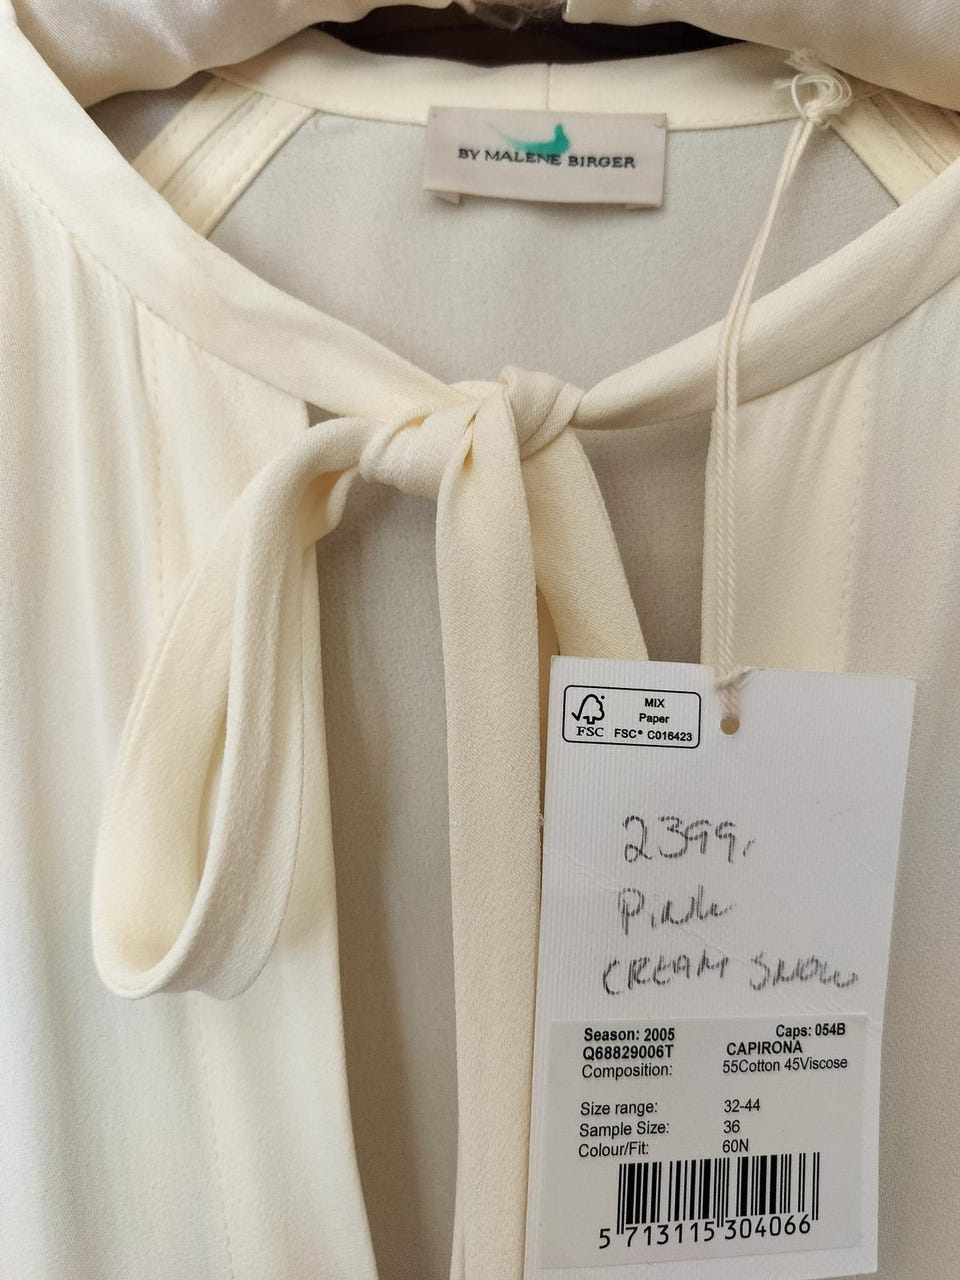 BY MALENE BIRGER
MIX
Paper
FSC FSC® C016423
2399,
Pink
CREAM SNOW
Season: 2005 Caps: 054B
Q68829006T CAPIRONA
Composition: 55Cotton 45Viscose
Size range: 32-44
Sample Size: 36
Colour/Fit: 60N
5 713115 304066